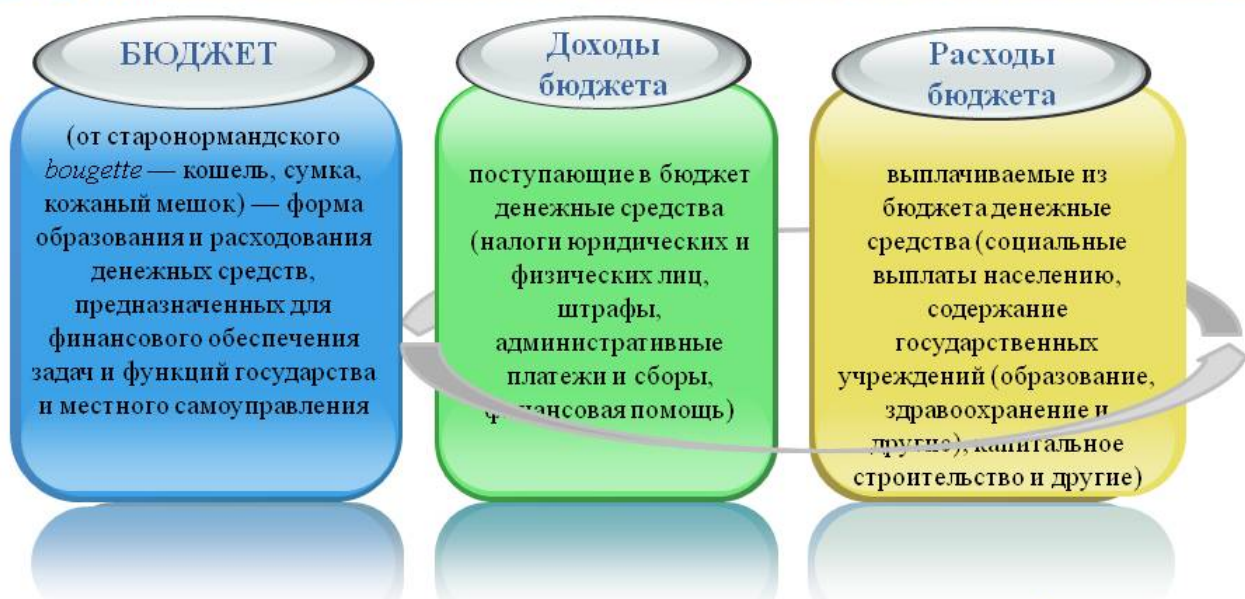 БЮДЖЕТ
(от старонормандского
bougette — кошель, сумка,
кожаный мешок) — форма
образования и расходования
денежных средств,
предназначенных для
финансового обеспечения
задач и функций государства
и местного самоуправления
Доходы
бюджета
поступающие в бюджет
денежные средства
(налоги юридических и
физических лиц,
штрафы,
административные
платежи и сборы,
финансовая помощь)
Расходы
бюджета
выплачиваемые из
бюджета денежные
средства (социальные
выплаты населению,
содержание
государственных
учреждений (образование,
здравоохранение и
другие), капитальное
строительство и другие)